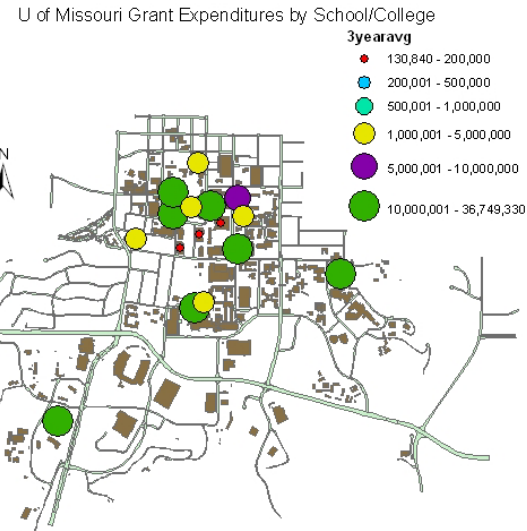 U of Missouri Grant Expenditures by School/College
3yearavg
130,840 - 200,000
200,001 - 500,000
500,001 - 1,000,000
1,000,001 - 5,000,000
5,000,001 - 10,000,000
10,000,001 - 36,749,330
N